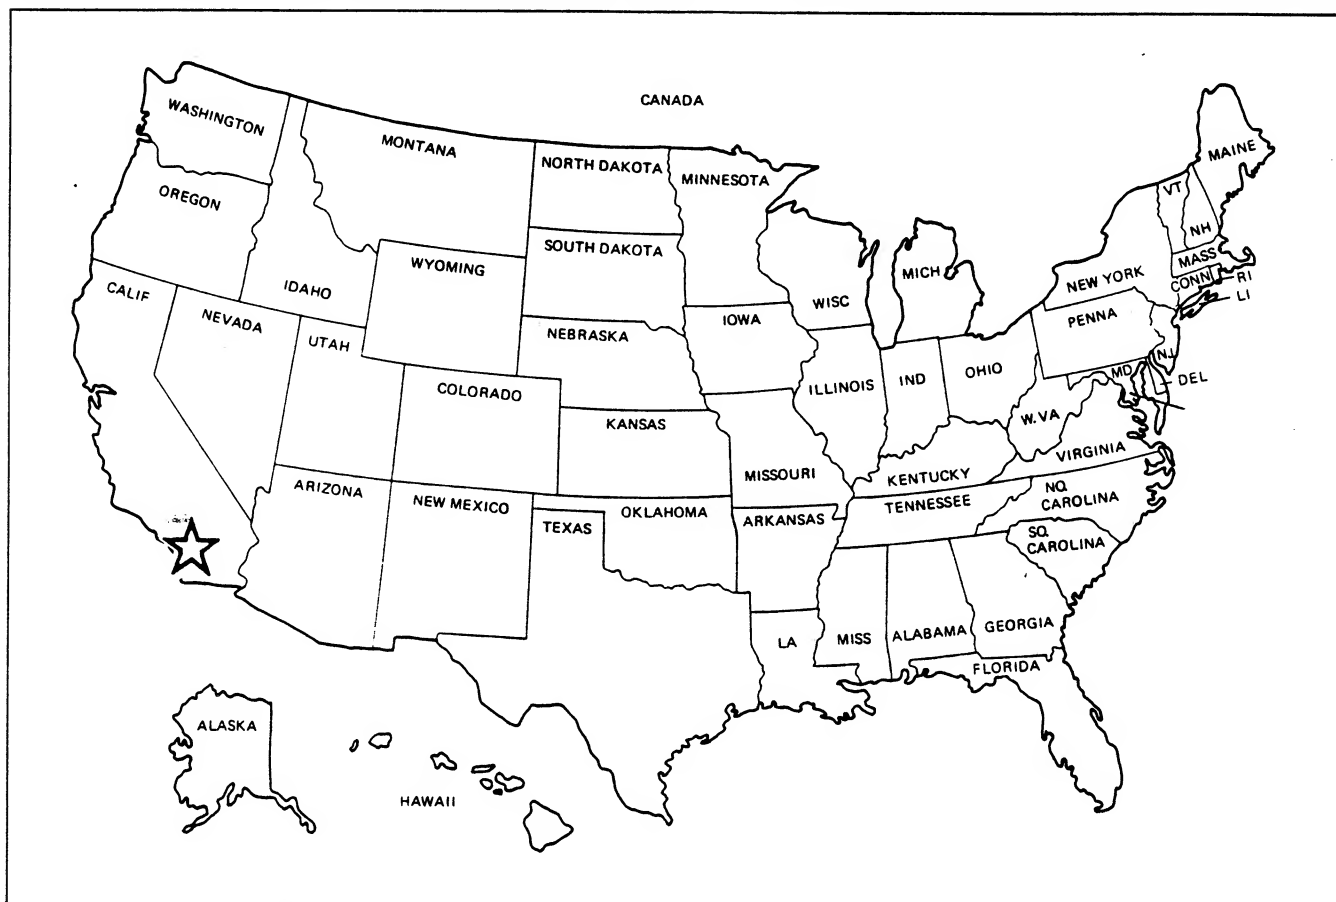 CANADA
WASHINGTON
MONTANA
NORTH DAKOTA
MINNESOTA
MAINE
VT
NH
OREGON
IDAHO
WYOMING
SOUTH DAKOTA
WISC
MICH
NEW YORK
MASS
CONN
RI
LI
CALIF
NEVADA
UTAH
NEBRASKA
IOWA
PENNA
N.J.
MD
DEL
COLORADO
KANSAS
ILLINOIS
IND
OHIO
W. VA
VIRGINIA
MISSOURI
KENTUCKY
ARIZONA
NEW MEXICO
TEXAS
OKLAHOMA
ARKANSAS
TENNESSEE
NO.
CAROLINA
SO.
CAROLINA
LA
MISS
ALABAMA
GEORGIA
FLORIDA
ALASKA
HAWAII